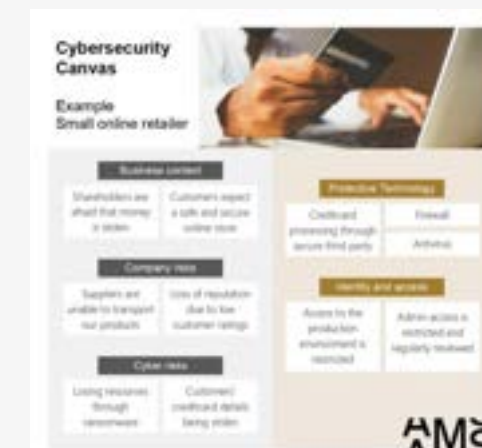 Cybersecurity
Canvas
Example
Small online retailer
Business context
Shareholders are
afraid that money
is stolen
Customers expect
a safe and secure
online store
Company risks
Suppliers are
unable to transport
our products
Loss of reputation
due to low
customer ratings
Cyber risks
Losing resources
through
ransomware
Customers'
creditcard details
being stolen
Protective Technology
Creditcard
processing through
secure third party
Firewall
Antivirus
Identity and access
Access to the
production
environment is
restricted
Admin access is
restricted and
regularly reviewed